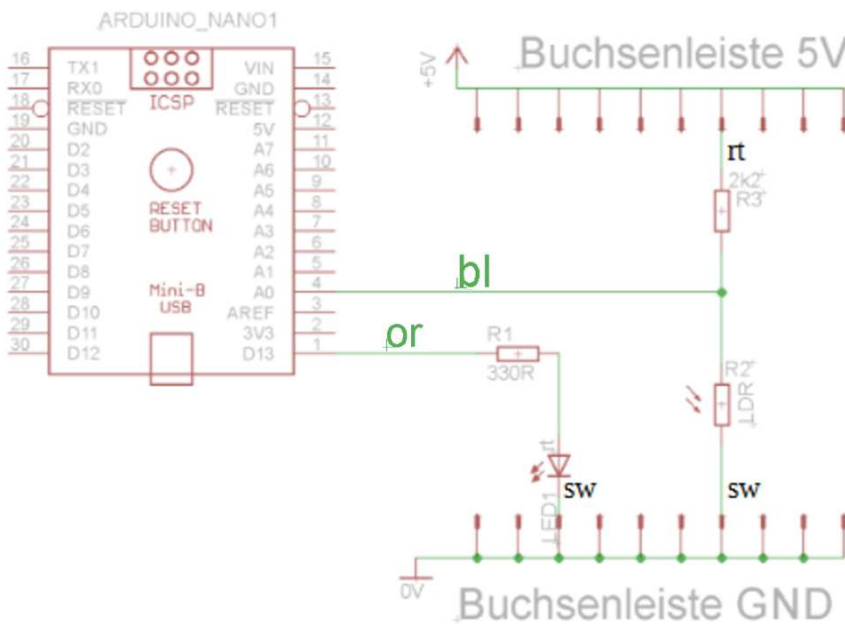 ARDUINO_NANO1
16 TX1 VIN 15
17 RX0 GND 14
18 RESET ICSP RESET 13
19 GND 5V 12
20 D2 A7 11
21 D3 A6 10
22 D4 A5 9
23 D5 RESET A4 8
24 D6 BUTTON A3 7
25 D7 A2 6
26 D8 A1 5
27 D9 Mini-B A0 4
28 D10 USB AREF 3
29 D11 3V3 2
30 D12 D13 1
+5V
Buchsenleiste 5V
rt
2K2
R3
bl
or
R1
330R
R2
LDR
rt
LED1
sw
sw
0V
Buchsenleiste GND